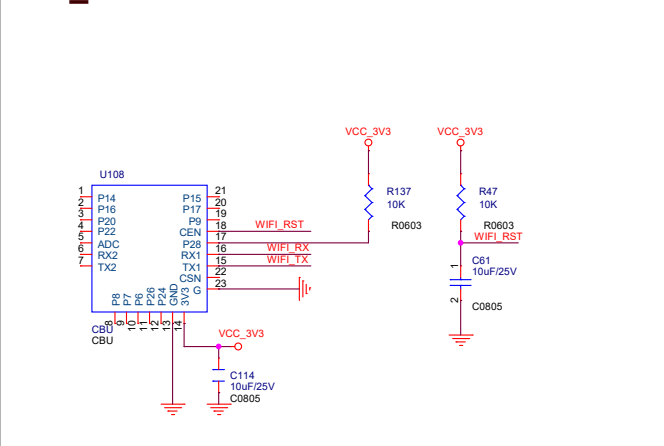 VCC_3V3
VCC_3V3
U108
R137
10K
R0603
R47
10K
R0603
1
2
3
4
5
6
7
P14
P16
P20
P22
ADC
RX2
TX2
P15
P17
P9
CEN
P28
RX1
TX1
CSN
G
21
20
19
18
17
16
15
22
23
WIFI_RST
WIFI_RX
WIFI_TX
WIFI_RST
1
C61
10uF/25V
2
C0805
P8
P7
P6
P26
P24
GND
3V3
8
9
10
11
12
13
14
CBU
CBU
VCC_3V3
C114
10uF/25V
C0805